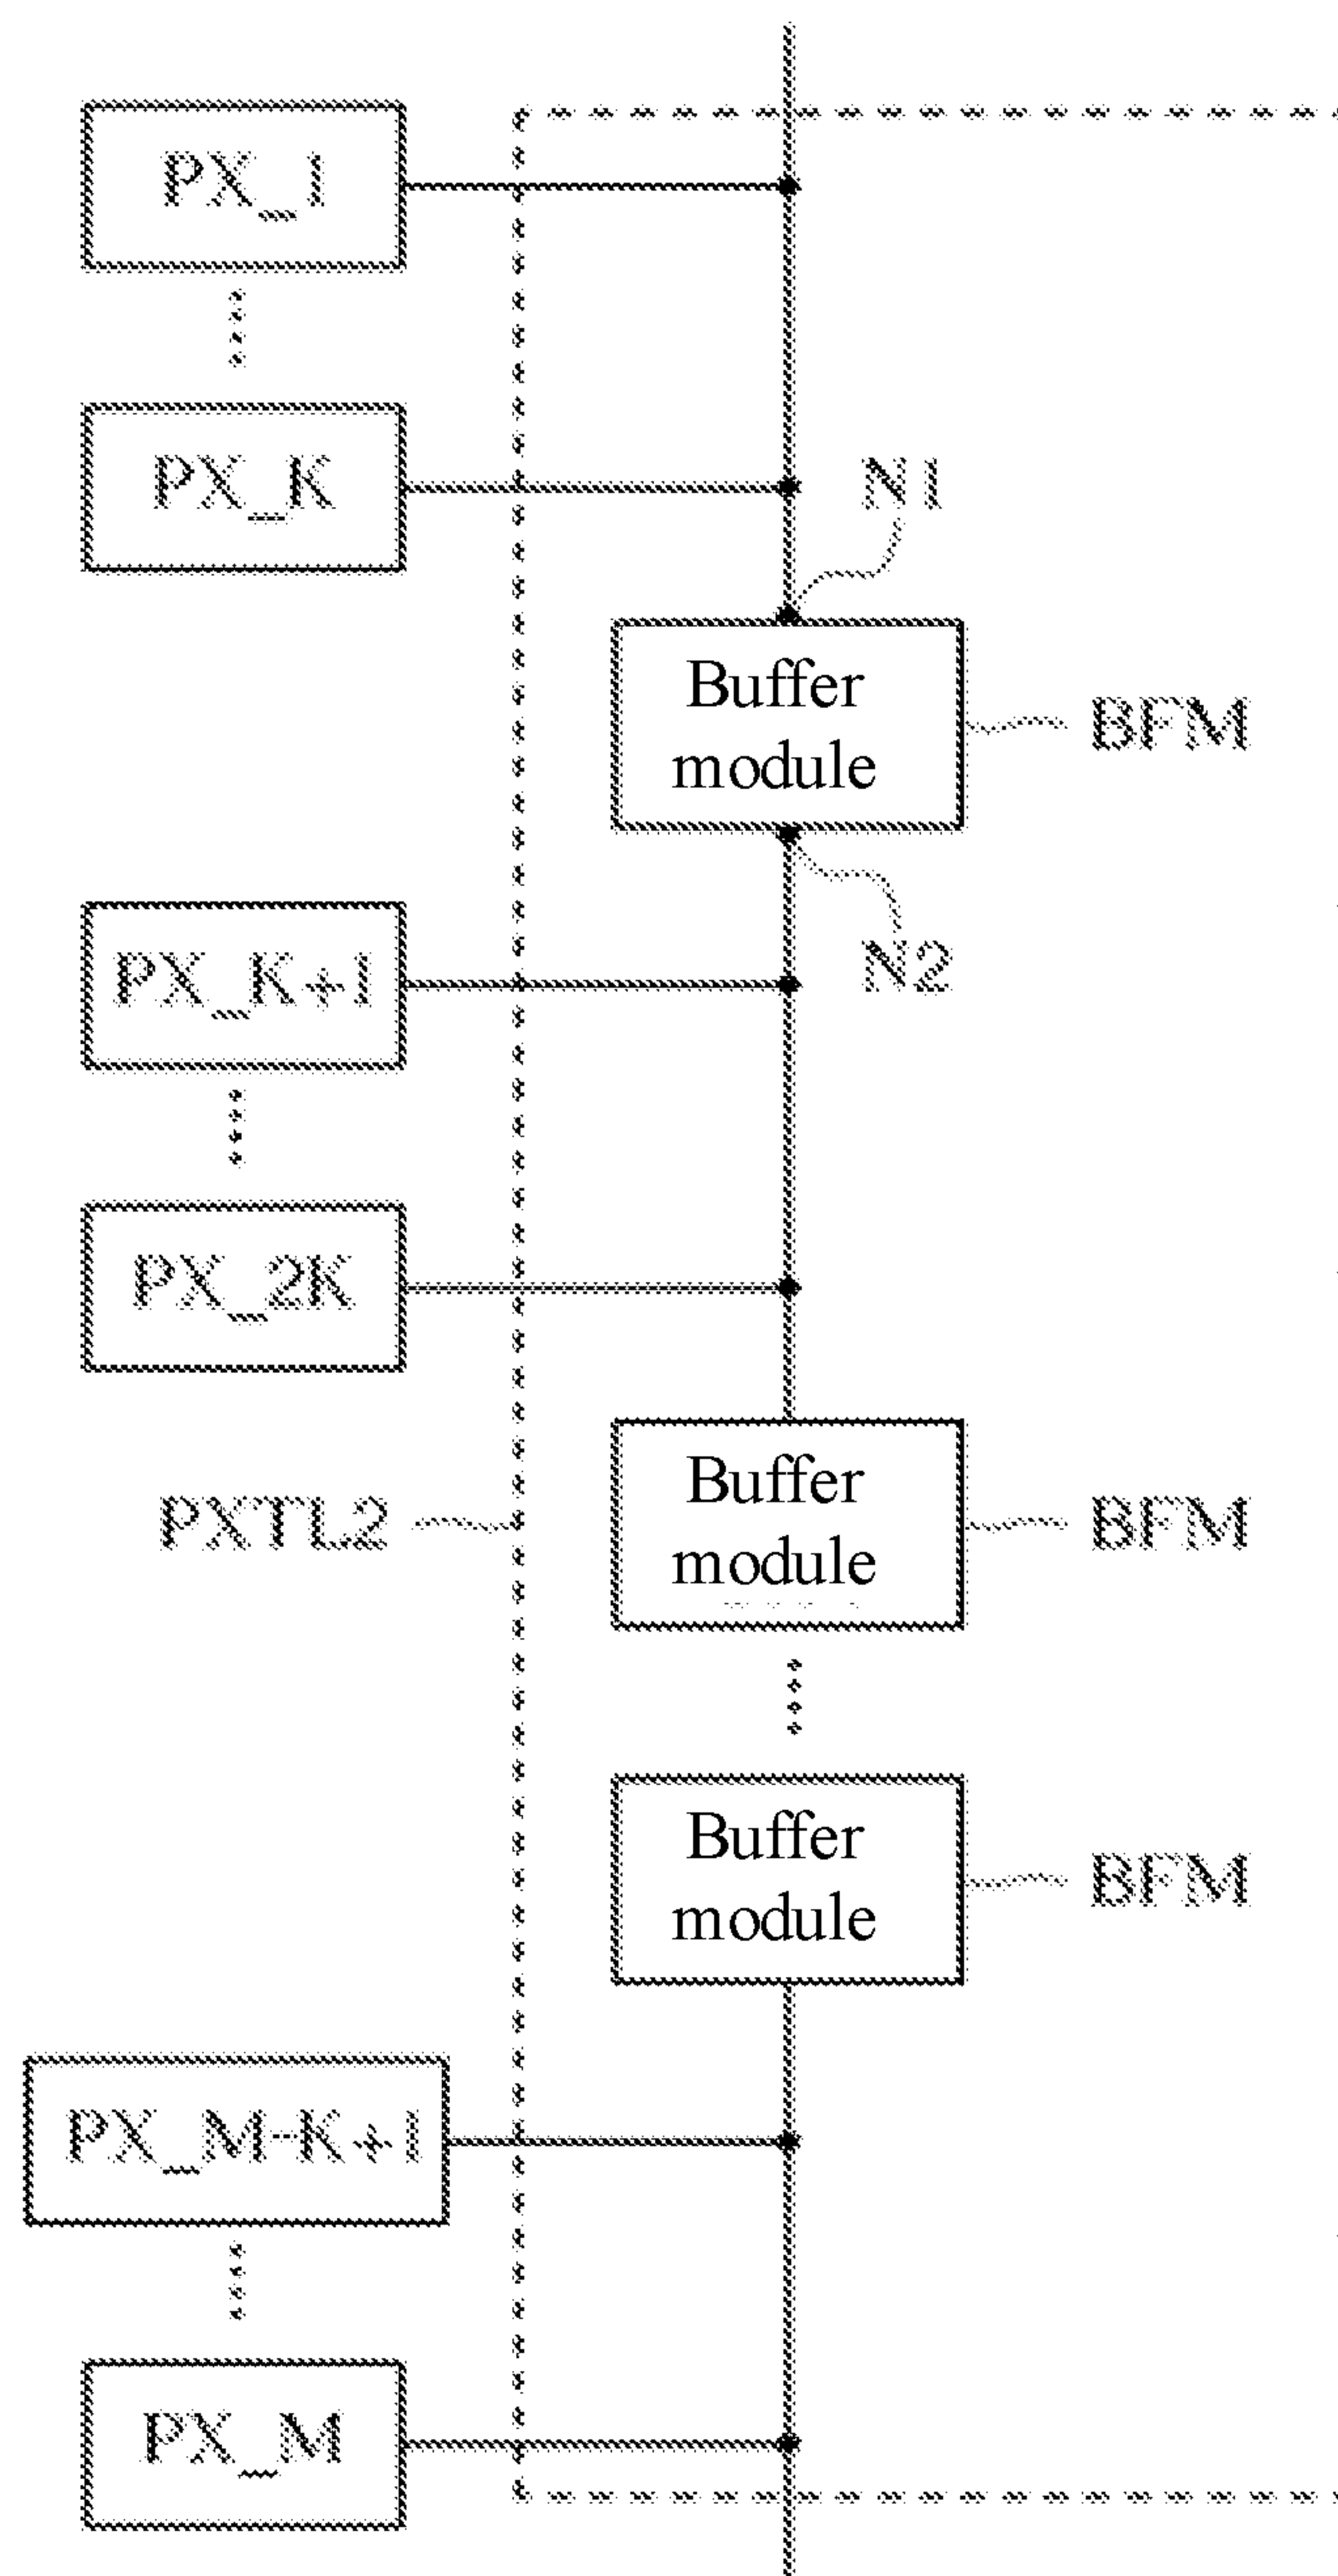 PX_1
PX_K
N1
Buffer
module
BFM
N2
PX_K+1
PX_2K
Buffer
module
BFM
PXTL2
Buffer
module
BFM
PX_M-K+1
PX_M